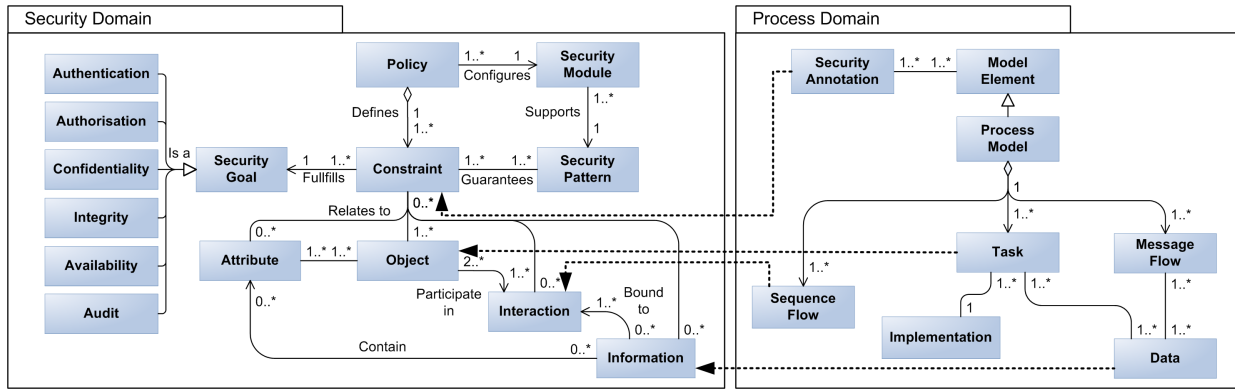 Security Domain
Process Domain
Authentication
Authorisation
Confidentiality
Integrity
Availability
Audit
Is a
Security
Goal
1
1..*
Fullfills
Policy
1..*
1
Configures
Security
Module
Defines
1
1..*
1..*
Supports
1
Constraint
1..*
1..*
Guarantees
Security
Pattern
0..*
Relates to
0..*
1..*
Attribute
1..* 1..*
Object
2..*
1..*
Participate
in
0..*
Interaction
1..*
Bound
to
0..*
0..*
0..*
Contain
0..*
Information
Security
Annotation
1..*
1..*
Model
Element
Process
Model
1
1..*
1..*
1..*
Task
Message
Flow
Sequence
Flow
1..*
1
Implementation
1..*
1..*
1..*
1..*
Data